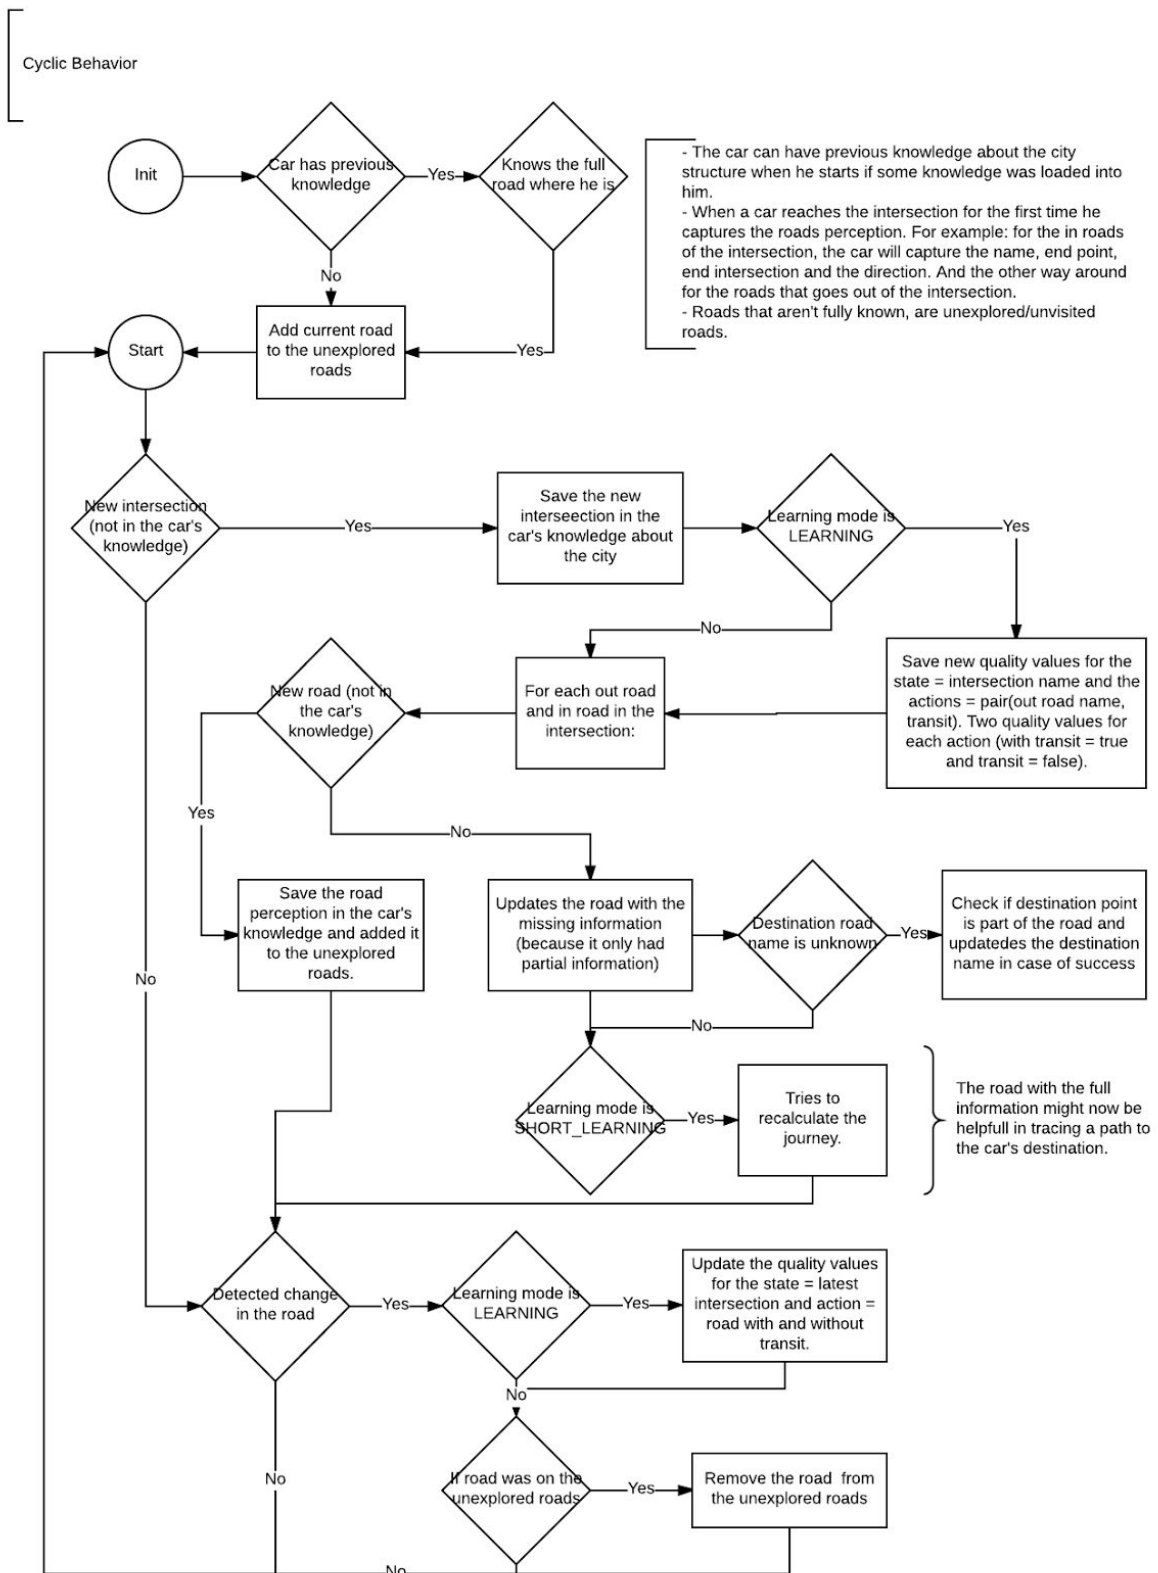 Cyclic Behavior
Init
Car has previous
knowledge
Yes
Knows the full
road where he is
- The car can have previous knowledge about the city
structure when he starts if some knowledge was loaded into
him.
- When a car reaches the intersection for the first time he
captures the roads perception. For example: for the in roads
of the intersection, the car will capture the name, end point,
end intersection and the direction. And the other way around
for the roads that goes out of the intersection.
- Roads that aren't fully known, are unexplored/unvisited
roads.
No
Start
Add current road
to the unexplored
roads
Yes
New intersection
(not in the car's
knowledge)
Yes
Save the new
interseection in the
car's knowledge about
the city
Learning mode is
LEARNING
Yes
No
New road (not in
the car's
knowledge)
For each out road
and in road in the
intersection:
Save new quality values for the
state = intersection name and the
actions = pair(out road name,
transit). Two quality values for
each action (with transit = true
and transit = false).
Yes
No
Save the road
perception in the car's
knowledge and added it
to the unexplored
roads.
Updates the road with the
missing information
(because it only had
partial information)
Destination road
name is unknown
Yes
Check if destination point
is part of the road and
updatedes the destination
name in case of success
No
No
Learning mode is
SHORT_LEARNING
Yes
Tries to
recalculate the
journey.
The road with the full
information might now be
helpfull in tracing a path to
the car's destination.
Detected change
in the road
Yes
Learning mode is
LEARNING
Yes
Update the quality values
for the state = latest
intersection and action =
road with and without
transit.
No
No
If road was on the
unexplored roads
Yes
Remove the road from
the unexplored roads
No